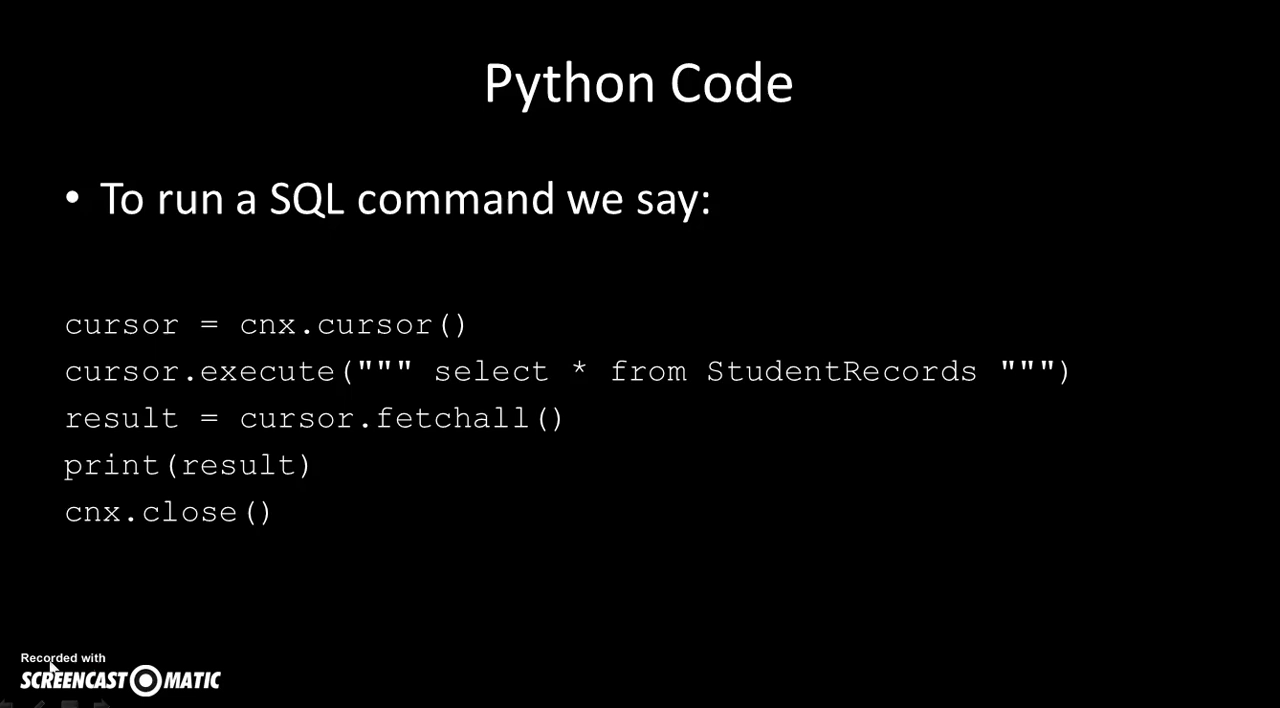 Python Code
• To run a SQL command we say:
cursor = cnx.cursor()
cursor.execute(""" select * from StudentRecords """)
result = cursor.fetchall()
print(result)
cnx.close()
Recorded with
SCREENCAST MATIC